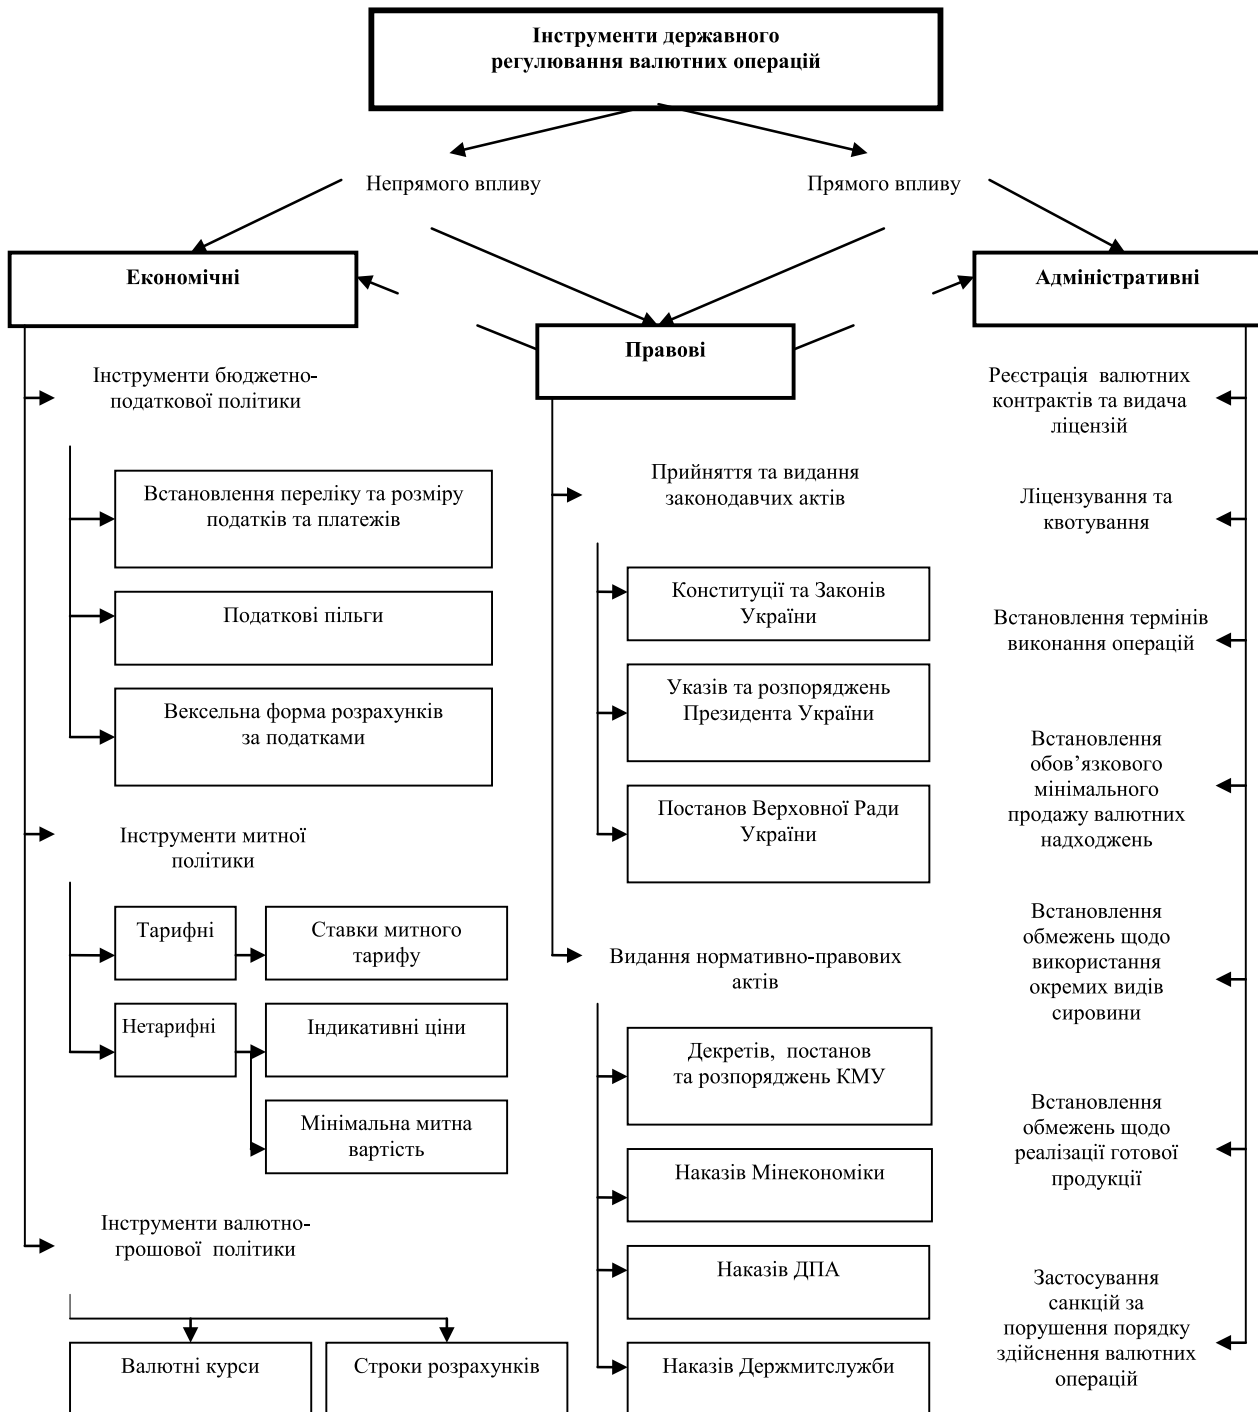 Інструменти державного
регулювання валютних операцій
Непрямого впливу
Прямого впливу
Економічні
Адміністративні
Правові
Інструменти бюджетно-
податкової політики
Встановлення переліку та розміру
податків та платежів
Податкові пільги
Вексельна форма розрахунків
за податками
Інструменти митної
політики
Тарифні
Ставки митного
тарифу
Нетарифні
Індикативні ціни
Мінімальна митна
вартість
Інструменти валютно-
грошової політики
Валютні курси
Строки розрахунків
Прийняття та видання
законодавчих актів
Конституції та Законів
України
Указів та розпоряджень
Президента України
Постанов Верховної Ради
України
Видання нормативно-правових
актів
Декретів, постанов
та розпоряджень КМУ
Наказів Мінекономіки
Наказів ДПА
Наказів Держмитслужби
Реєстрація валютних
контрактів та видача
ліцензій
Ліцензування та
квотування
Встановлення термінів
виконання операцій
Встановлення
обов’язкового
мінімального
продажу валютних
надходжень
Встановлення
обмежень щодо
використання
окремих видів
сировини
Встановлення
обмежень щодо
реалізації готової
продукції
Застосування
санкцій за
порушення порядку
здійснення валютних
операцій